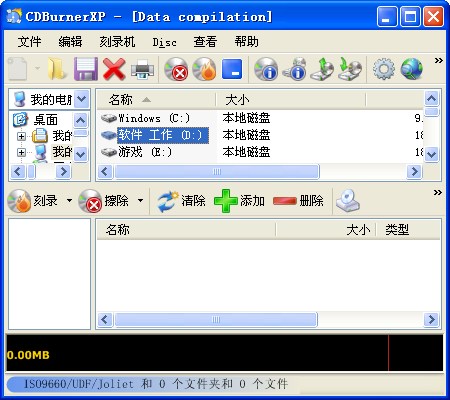 CDBurnerXP - [Data compilation]
文件 编辑 刻录机 Disc 查看 帮助
我的电脑
名称 大小
桌面
Windows (C:) 本地磁盘 9.
我的
软件 工作 (D:) 本地磁盘 18
我的
游戏 (E:) 本地磁盘 18
刻录 擦除 清除 添加 删除
名称 大小 类型
0.00MB
ISO9660/UDF/Joliet 和 0 个文件夹和 0 个文件